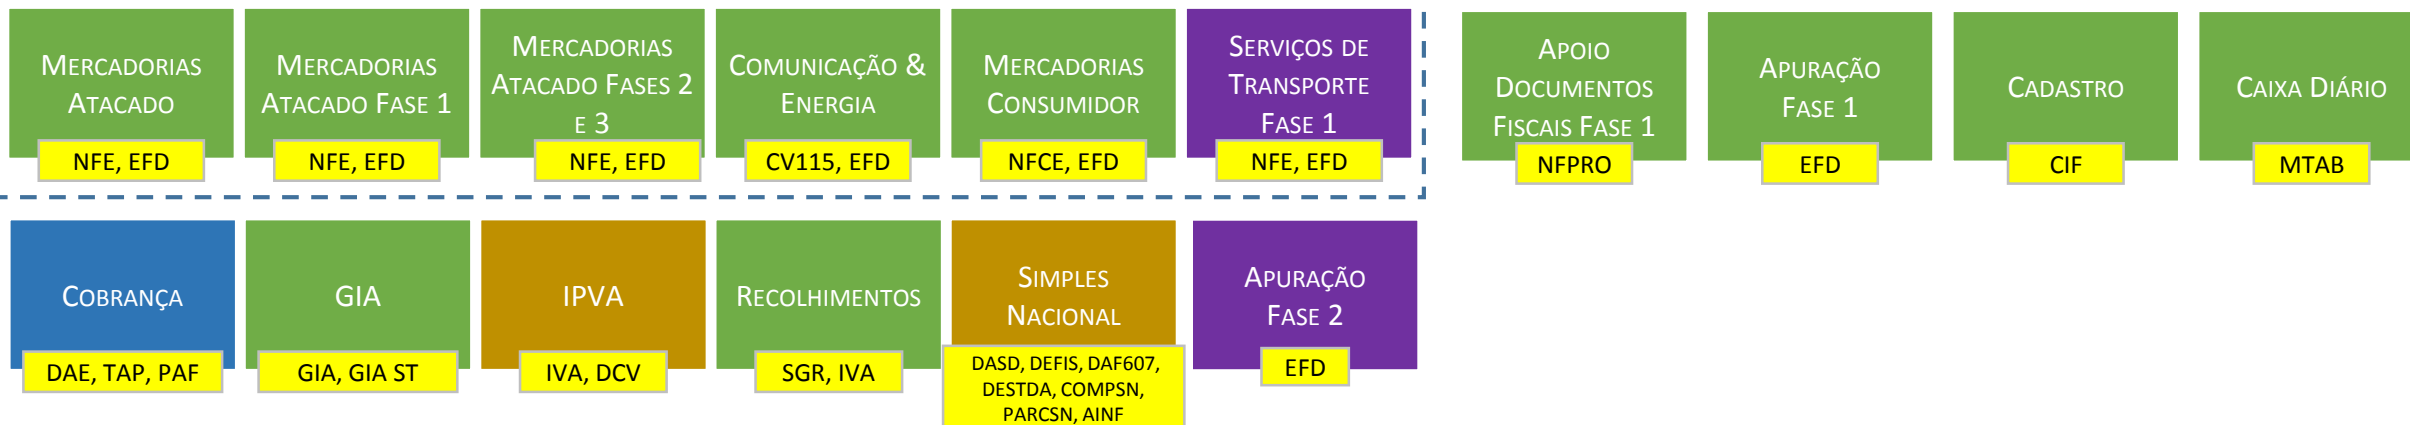 Mercadorias
Atacado
NFE, EFD
Mercadorias
Atacado Fase 1
NFE, EFD
Mercadorias
Atacado Fases 2
e 3
NFE, EFD
Comunicação &
Energia
CV115, EFD
Mercadorias
Consumidor
NFCE, EFD
Serviços de
Transporte
Fase 1
NFE, EFD
Apoio
Documentos
Fiscais Fase 1
NFPRO
Apuração
Fase 1
EFD
Cadastro
CIF
Caixa Diário
MTAB
Cobrança
DAE, TAP, PAF
GIA
GIA, GIA ST
IPVA
IVA, DCV
Recolhimentos
SGR, IVA
Simples
Nacional
DASD, DEFIS, DAF607,
DESTDA, COMPSN,
PARCSN, AINF
Apuração
Fase 2
EFD